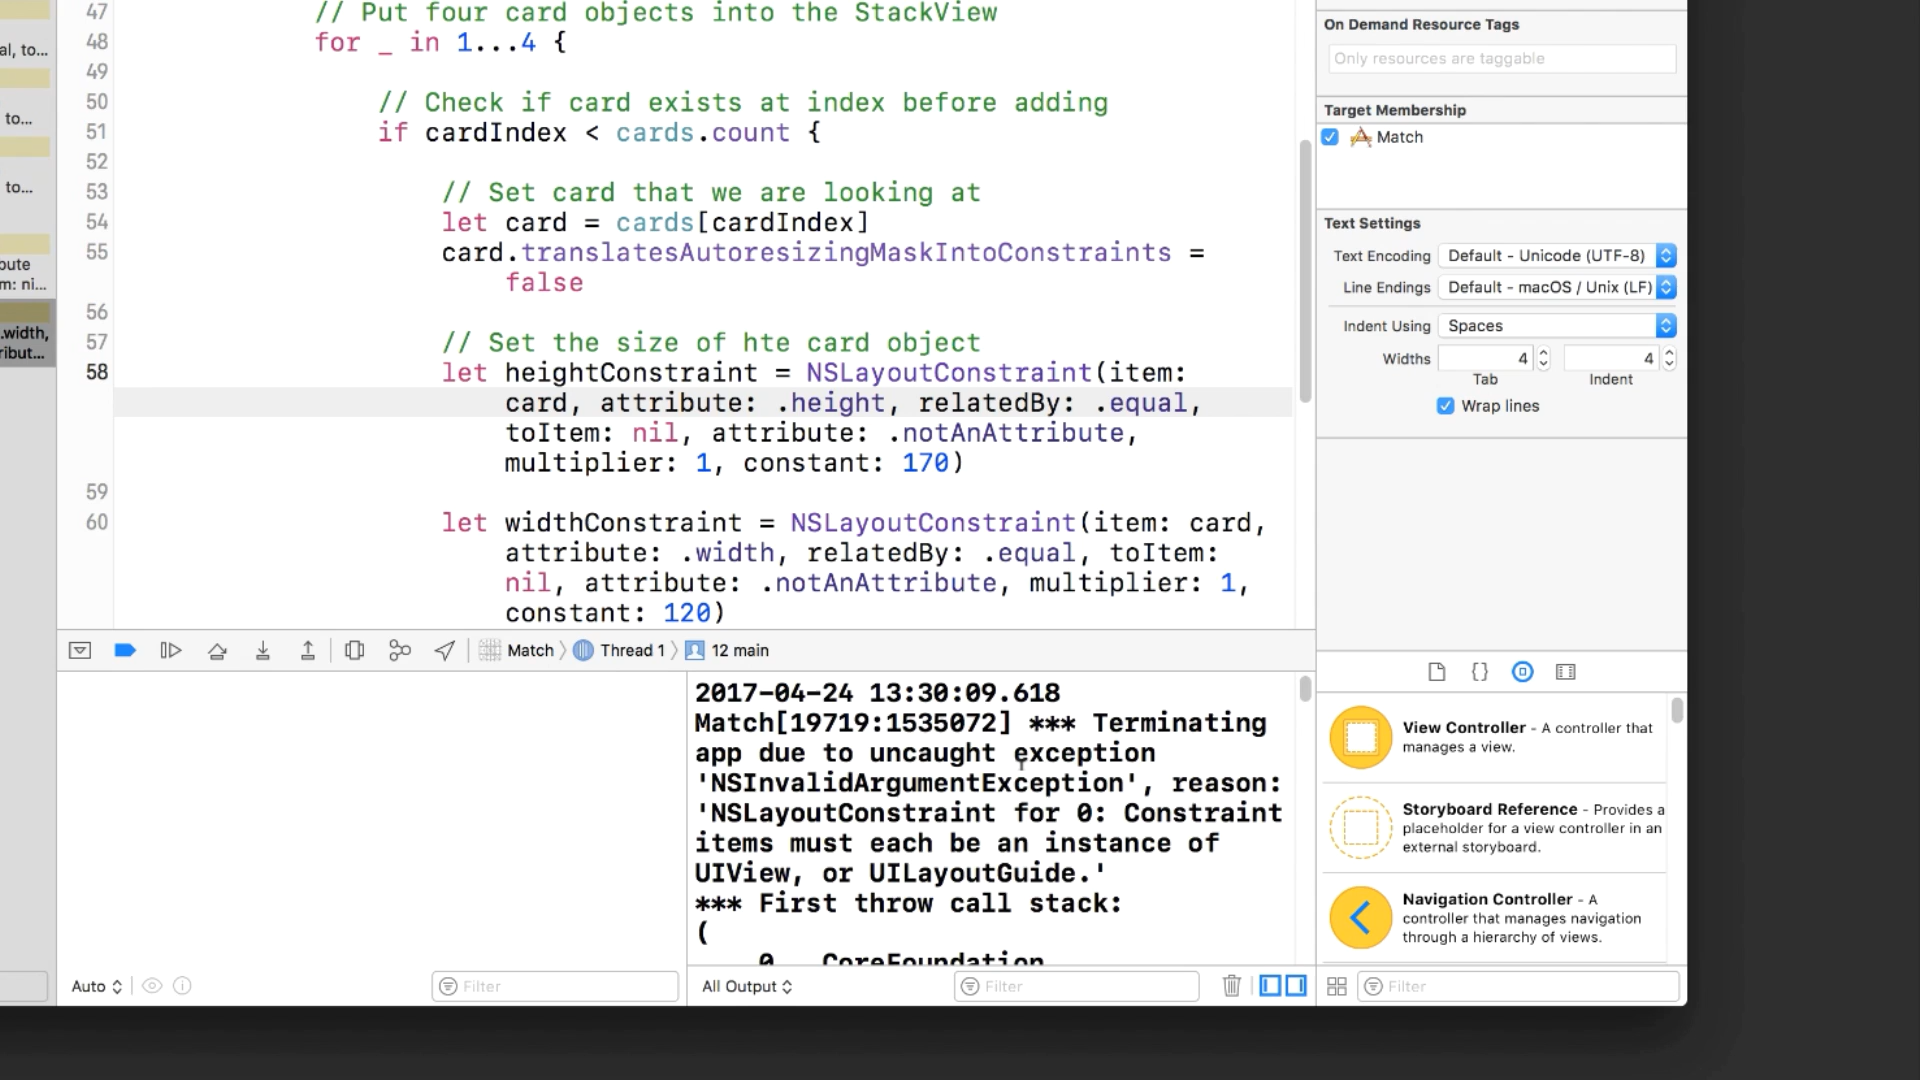 al, to...
to...
to...
bute
m: ni...
.width,
ribut...
47 // Put four card objects into the StackView
48 for _ in 1...4 {
49
50 // Check if card exists at index before adding
51 if cardIndex < cards.count {
52
53 // Set card that we are looking at
54 let card = cards[cardIndex]
55 card.translatesAutoresizingMaskIntoConstraints =
false
56
57 // Set the size of hte card object
58 let heightConstraint = NSLayoutConstraint(item:
card, attribute: .height, relatedBy: .equal,
toItem: nil, attribute: .notAnAttribute,
multiplier: 1, constant: 170)
59
60 let widthConstraint = NSLayoutConstraint(item: card,
attribute: .width, relatedBy: .equal, toItem:
nil, attribute: .notAnAttribute, multiplier: 1,
constant: 120)
Match Thread 1 12 main
2017-04-24 13:30:09.618
Match[19719:1535072] *** Terminating
app due to uncaught exception
'NSInvalidArgumentException', reason:
'NSLayoutConstraint for 0: Constraint
items must each be an instance of
UIView, or UILayoutGuide.'
*** First throw call stack:
(
0 CoreFoundation
Auto
Filter
All Output
Filter
On Demand Resource Tags
Only resources are taggable
Target Membership
Match
Text Settings
Text Encoding Default - Unicode (UTF-8)
Line Endings Default - macOS / Unix (LF)
Indent Using Spaces
Widths 4 4
Tab Indent
Wrap lines
{}
View Controller - A controller that
manages a view.
Storyboard Reference - Provides a
placeholder for a view controller in an
external storyboard.
Navigation Controller - A
controller that manages navigation
through a hierarchy of views.
Filter